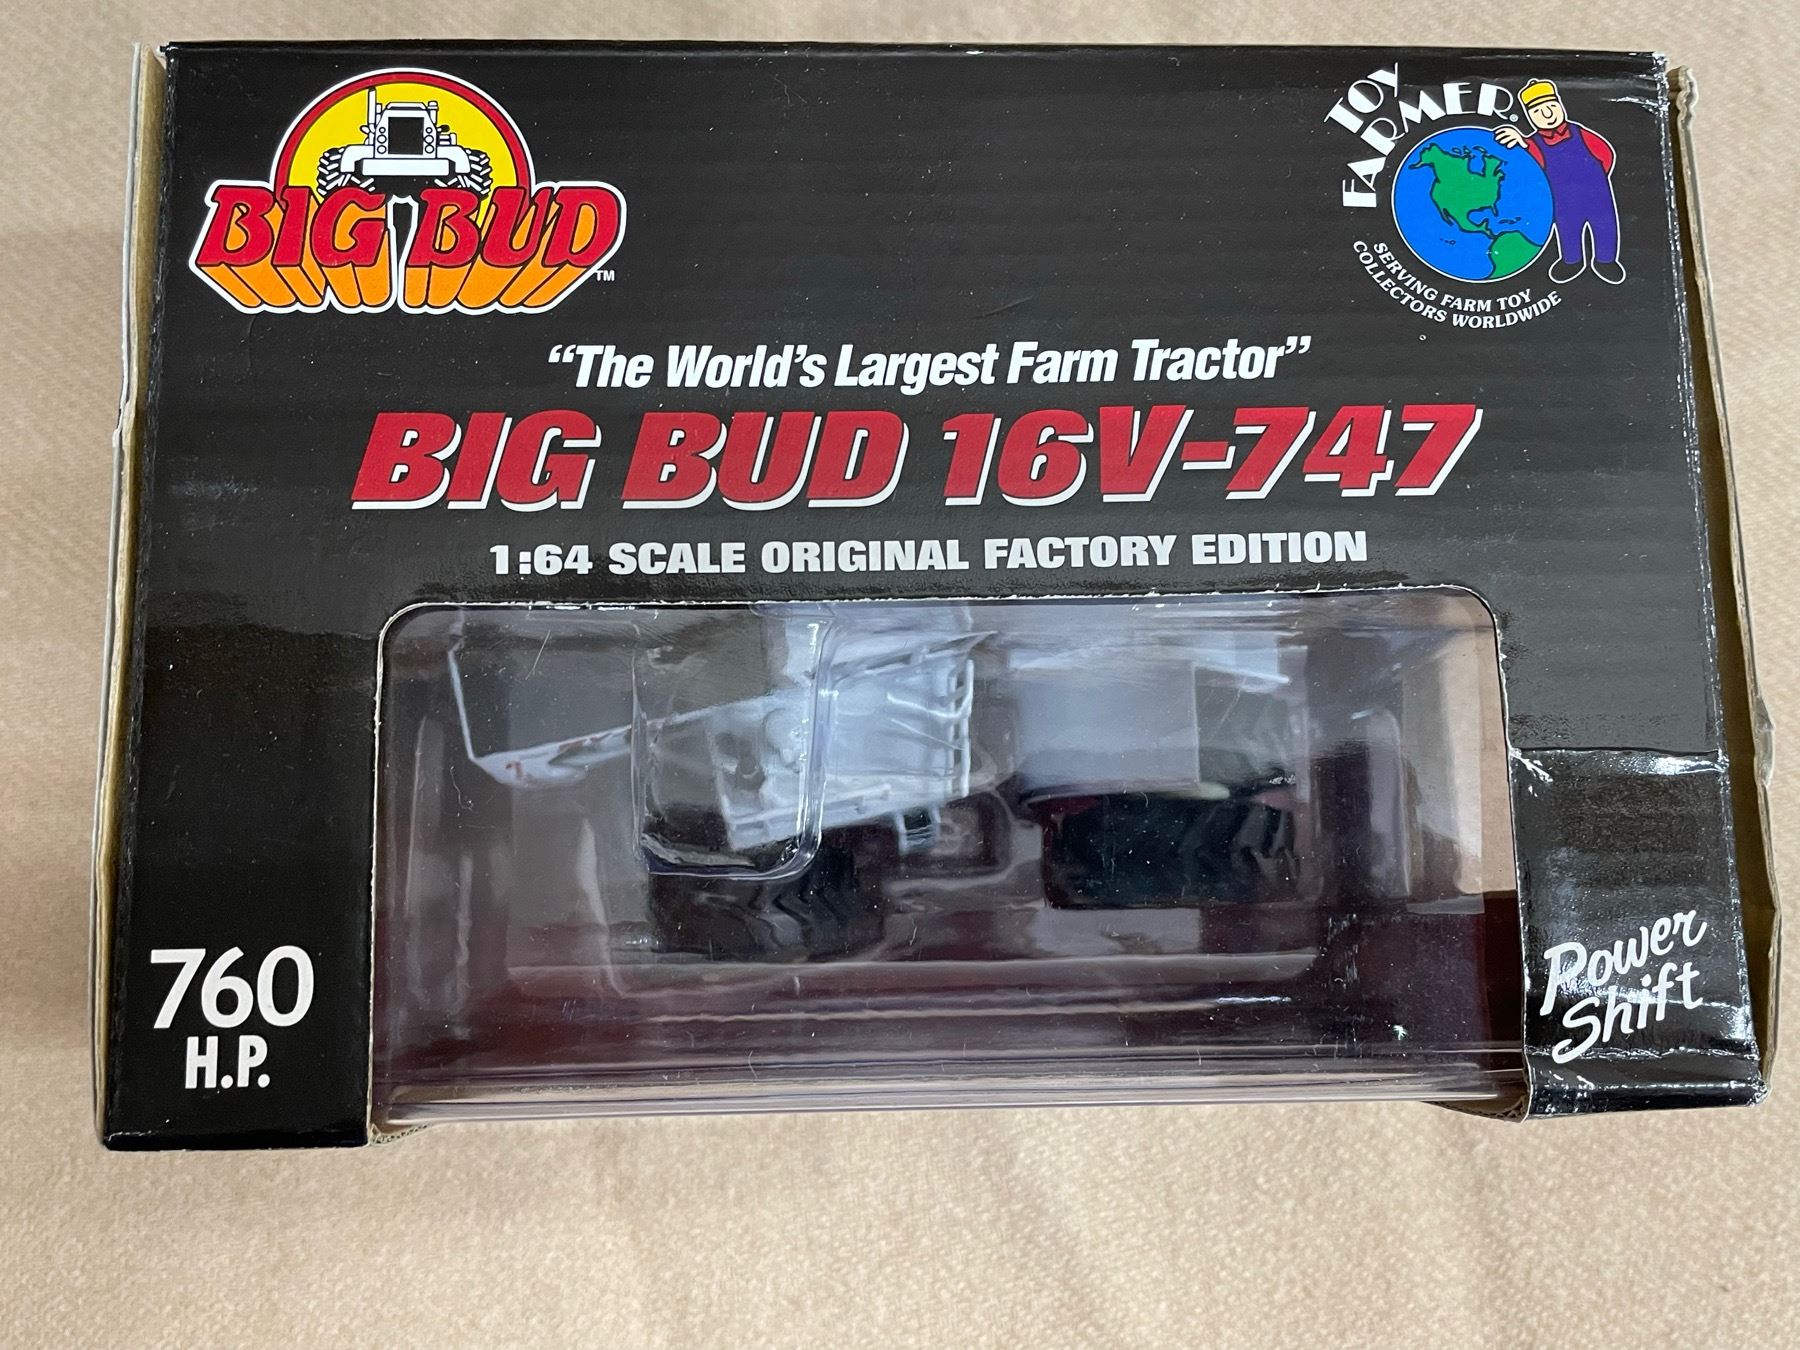 BIG BUD™
TOY
FARMER®
SERVING FARM TOY
COLLECTORS WORLDWIDE
“The World's Largest Farm Tractor”
BIG BUD 16V-747
1:64 SCALE ORIGINAL FACTORY EDITION
760
H.P.
Power
Shift